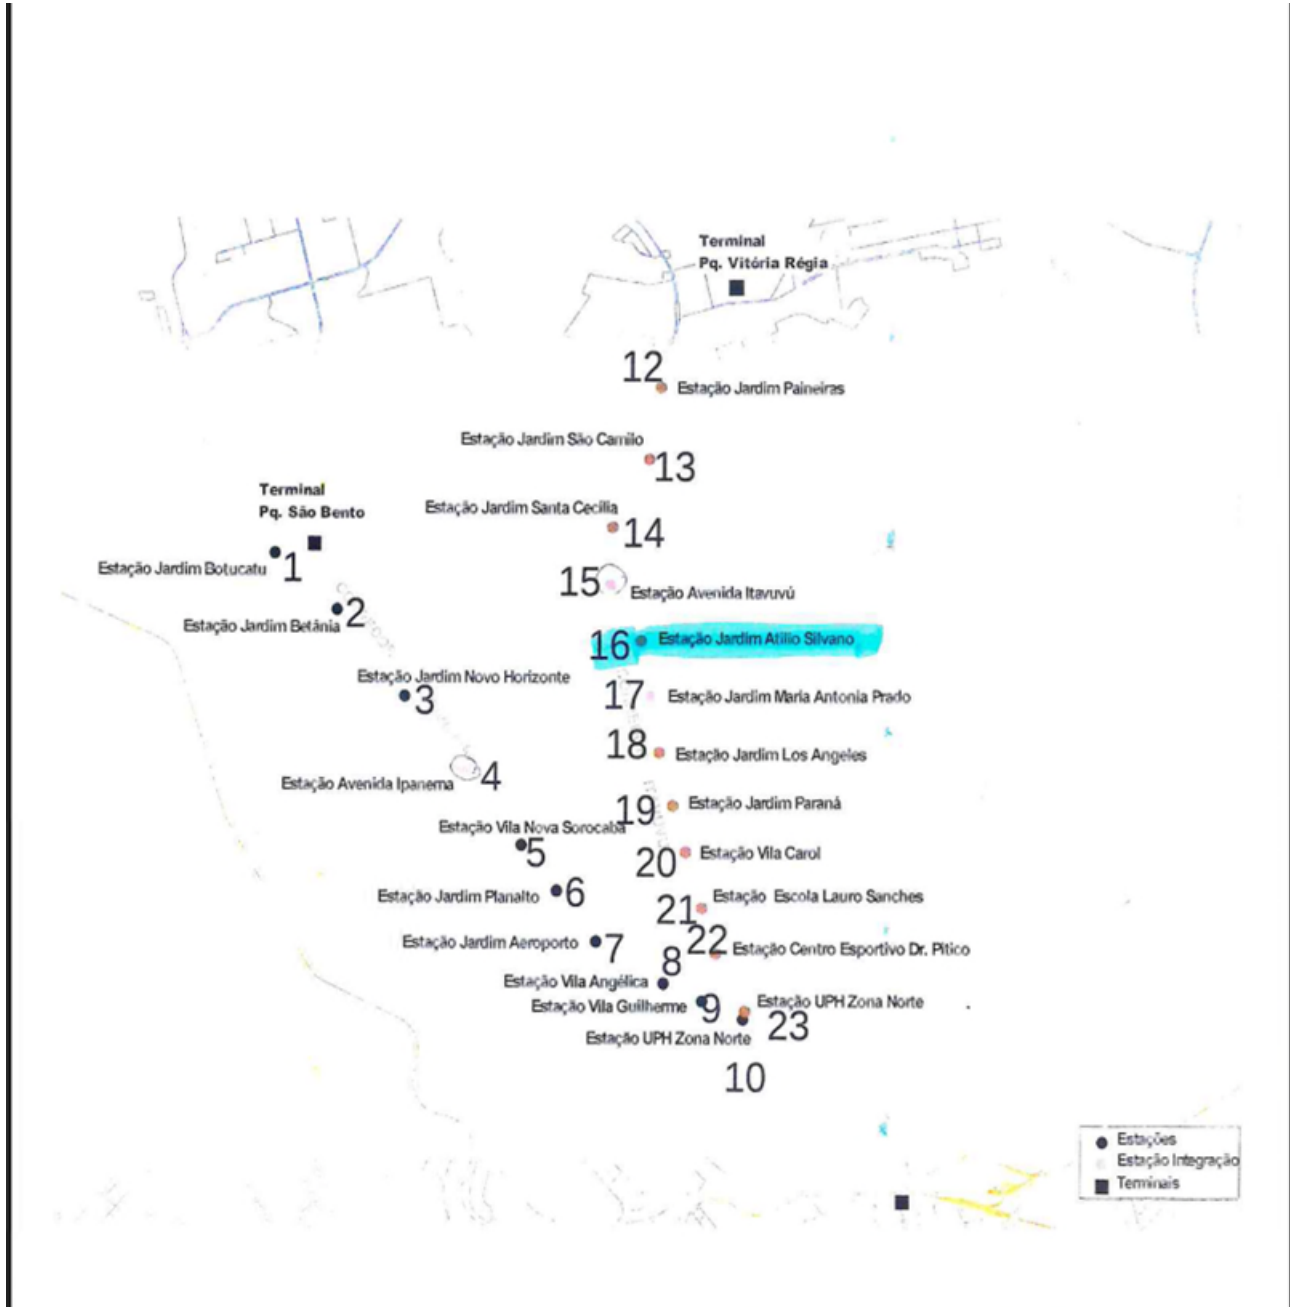 Terminal
Pq. Vitória Régia
12
Estação Jardim Paineiras
Estação Jardim São Camilo
13
Terminal
Pq. São Bento
Estação Jardim Santa Cecília
14
1
Estação Jardim Botucatu
15
Estação Avenida Itavuvú
2
Estação Jardim Betânia
16
Estação Jardim Atílio Silvano
Estação Jardim Novo Horizonte
3
17
Estação Jardim Maria Antonia Prado
18
Estação Jardim Los Angeles
Estação Avenida Ipanema
4
19
Estação Jardim Paraná
Estação Vila Nova Sorocaba
5
20
Estação Vila Carol
Estação Jardim Planalto
6
21
Estação Escola Lauro Sanches
Estação Jardim Aeroporto
7
22
Estação Centro Esportivo Dr. Pitico
8
Estação Vila Angélica
Estação Vila Guilherme
9
Estação UPH Zona Norte
23
Estação UPH Zona Norte
10
Estações
Estação Integração
Terminais